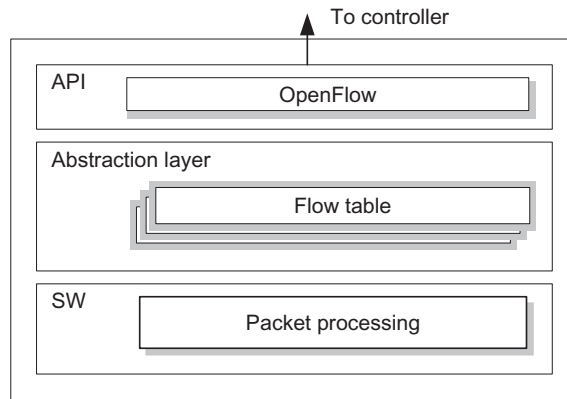 To controller
API
OpenFlow
Abstraction layer
Flow table
SW
Packet processing